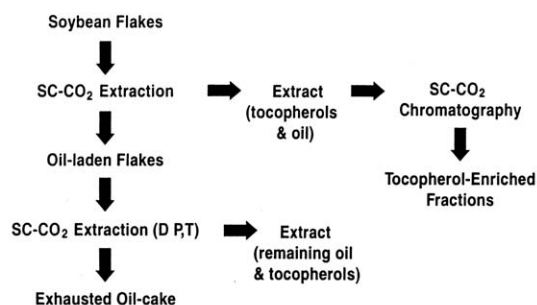 Soybean Flakes
SC-CO₂ Extraction
Extract
(tocopherols
& oil)
SC-CO₂
Chromatography
Oil-laden Flakes
Tocopherol-Enriched
Fractions
SC-CO₂ Extraction (D P,T)
Extract
(remaining oil
& tocopherols)
Exhausted Oil-cake